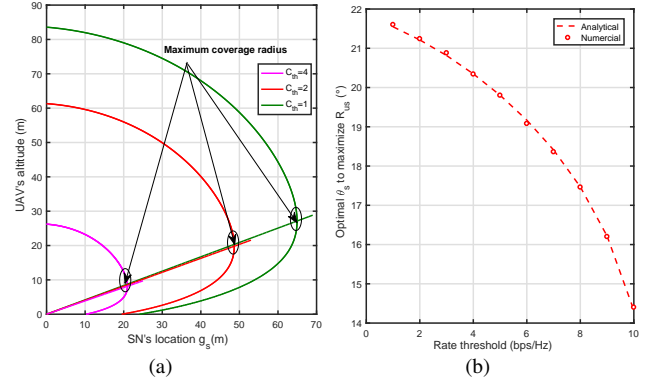 90
80
70
60
50
40
30
20
10
0
UAV's altitude (m)
Maximum coverage radius
C_th=4
C_th=2
C_th=1
0 10 20 30 40 50 60 70
SN's location g_s(m)
(a)
22
21
20
19
18
17
16
15
14
Optimal θ_s to maximize R_us (°)
Analytical
Numercial
0 2 4 6 8 10
Rate threshold (bps/Hz)
(b)